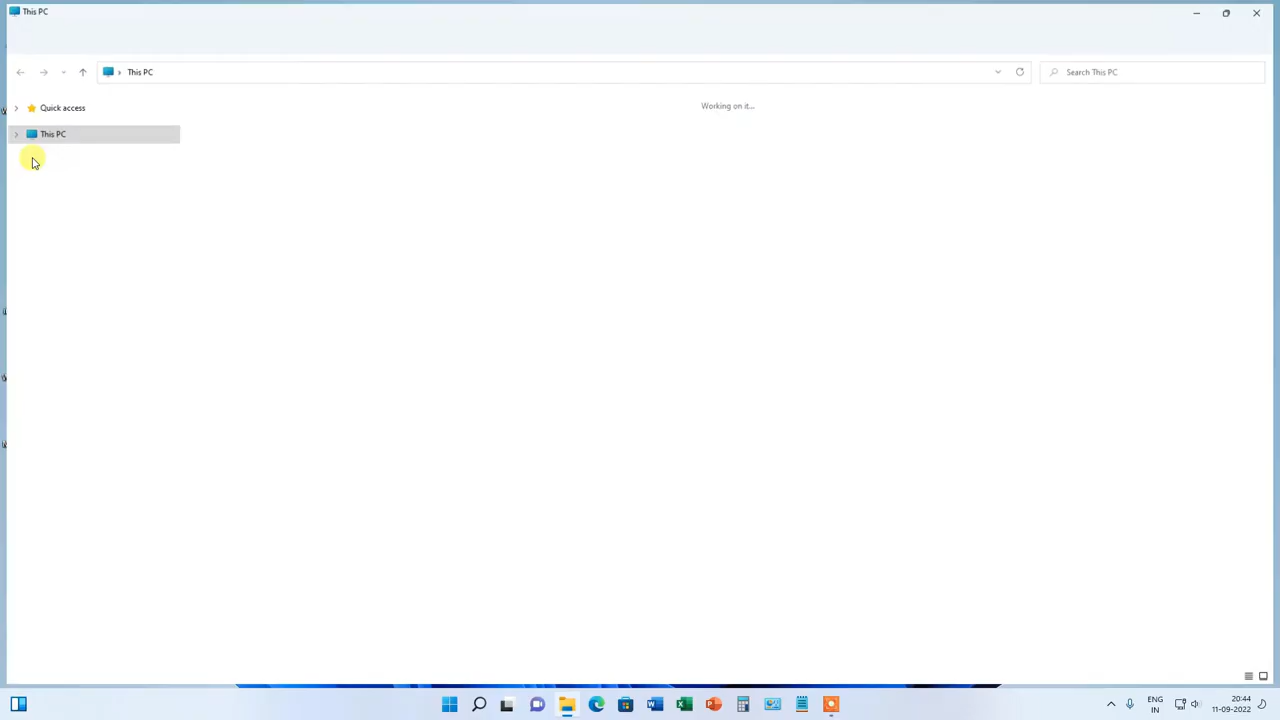 This PC
This PC
Search This PC
Quick access
Working on it...
This PC
ENG
IN
20:44
11-09-2022